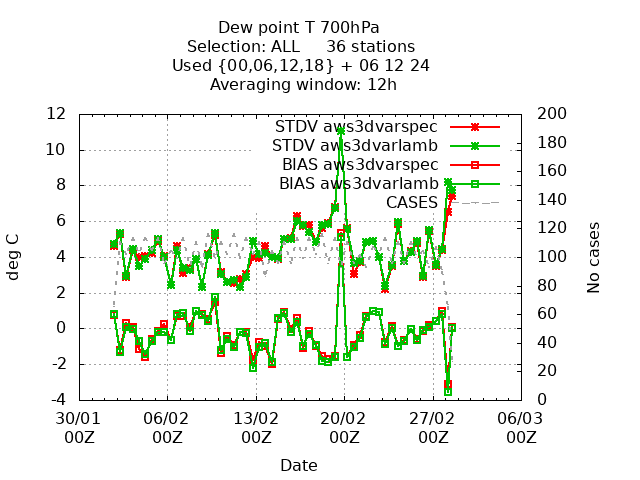 Dew point T 700hPa
Selection: ALL     36 stations
Used {00,06,12,18} + 06 12 24
Averaging window: 12h
12 200
STDV aws3dvarspec
180
10 STDV aws3dvarlamb
160
BIAS aws3dvarspec
8 BIAS aws3dvarlamb
140
CASES
6 120
4 100
2 80
0 60
40
-2
20
-4 0
deg C
No cases
30/01 06/02 13/02 20/02 27/02 06/03
00Z 00Z 00Z 00Z 00Z 00Z
Date